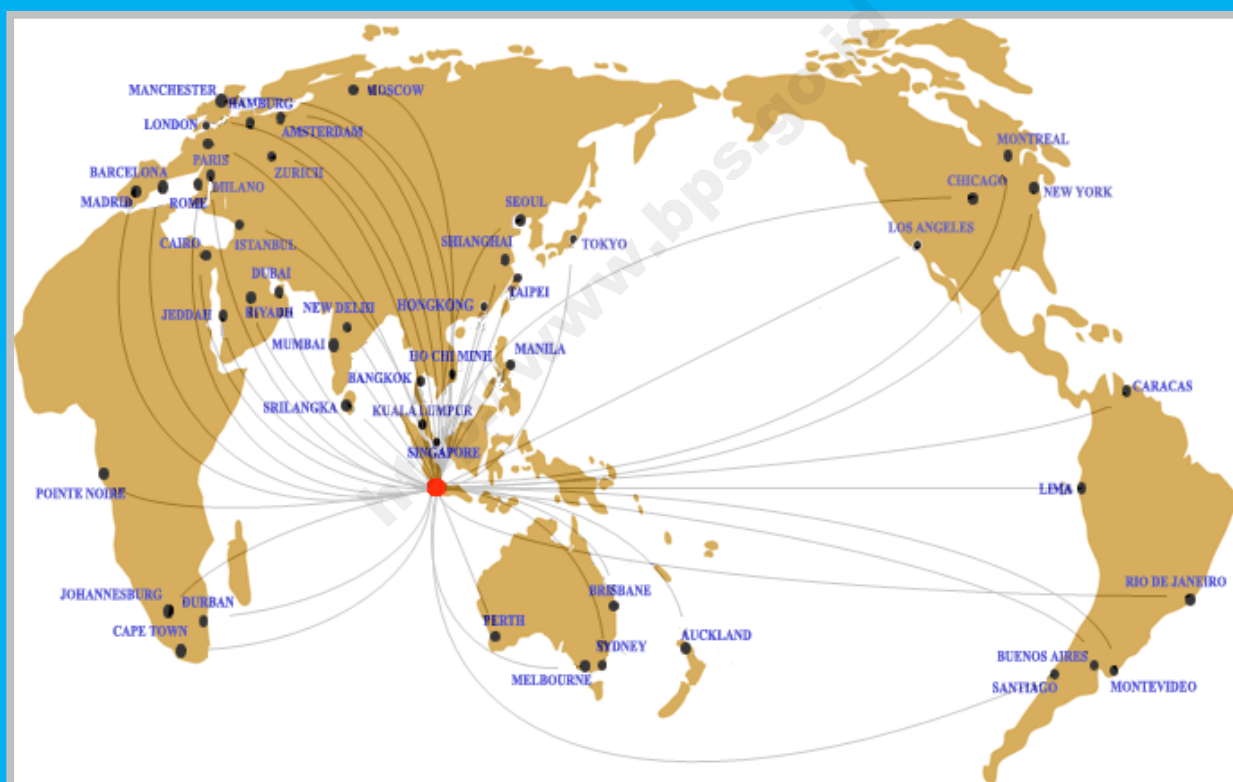 MOSCOW
MANCHESTER
HAMBURG
LONDON
AMSTERDAM
MONTREAL
PARIS
ZURICH
BARCELONA
CHICAGO
MILANO
NEW YORK
MADRID
ROME
SEOUL
LOS ANGELES
CAIRO
ISTANBUL
SHIANGHAI
TOKYO
DUBAI
TAIPEI
NEW DELHI
HONGKONG
JEDDAH
RIYADH
MUMBAI
MANILA
HO CHI MINH
BANGKOK
CARACAS
SRILANGKA
KUALA LUMPUR
SINGAPORE
LIMA
POINTE NOIRE
RIO DE JANEIRO
BRISBANE
JOHANNESBURG
DURBAN
PERTH
CAPE TOWN
AUCKLAND
SYDNEY
BUENOS AIRES
MELBOURNE
SANTIAGO
MONTEVIDEO
www.bps.go.id